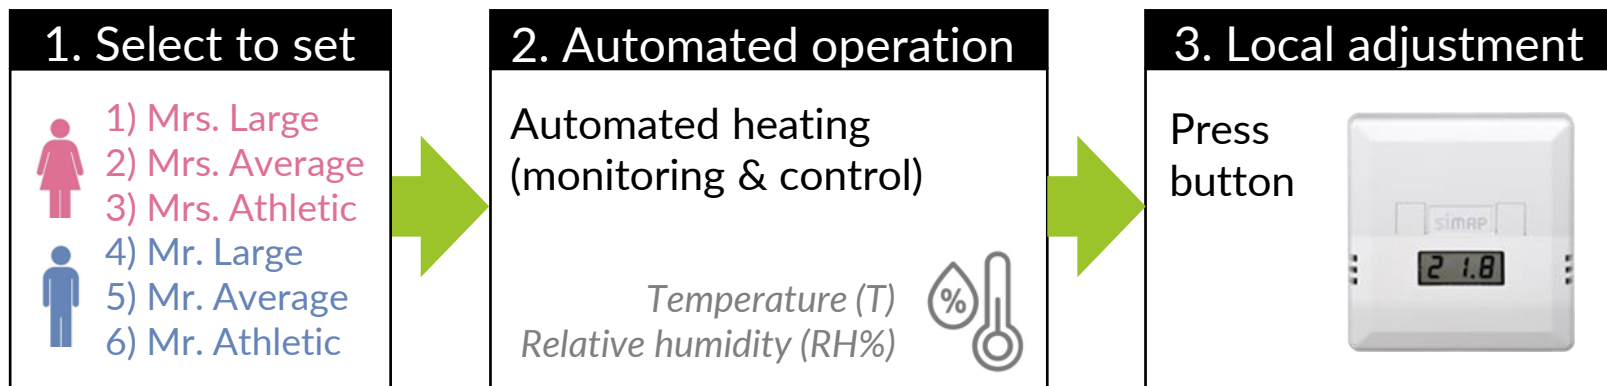 1. Select to set
1) Mrs. Large
2) Mrs. Average
3) Mrs. Athletic
4) Mr. Large
5) Mr. Average
6) Mr. Athletic
2. Automated operation
Automated heating
(monitoring & control)
%
Temperature (T)
Relative humidity (RH%)
3. Local adjustment
Press
button
SiMAP
21.8